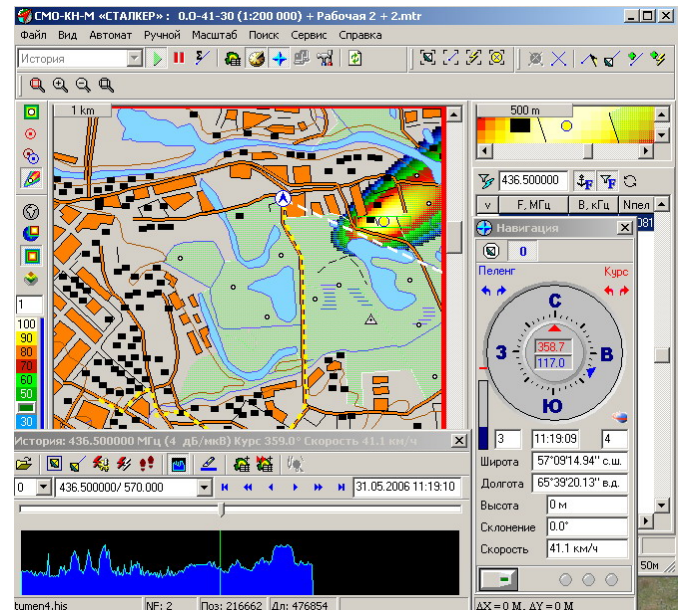 СМО-КН-М «СТАЛКЕР» : 0.O-41-30 (1:200 000) + Рабочая 2 + 2.mtr
Файл Вид Автомат Ручной Масштаб Поиск Сервис Справка
История
1 km
500 m
436.500000
F
F
v F, МГц B, кГц Nпел
081
Навигация
0
Пеленг Курс
С
З В
Ю
358.7
117.0
3 11:19:09 4
Широта 57°09'14.94'' с.ш.
Долгота 65°39'20.13'' в.д.
Высота 0 м
Склонение 0.0°
Скорость 41.1 км/ч
1
100
90
80
70
60
50
30
История: 436.500000 МГц (4 дБ/мкВ) Курс 359.0° Скорость 41.1 км/ч
0 436.500000/ 570.000 31.05.2006 11:19:10
50м
tumen4.his NF: 2 Поз: 216662 Дл: 476854 ΔX = 0 M, ΔY = 0 M